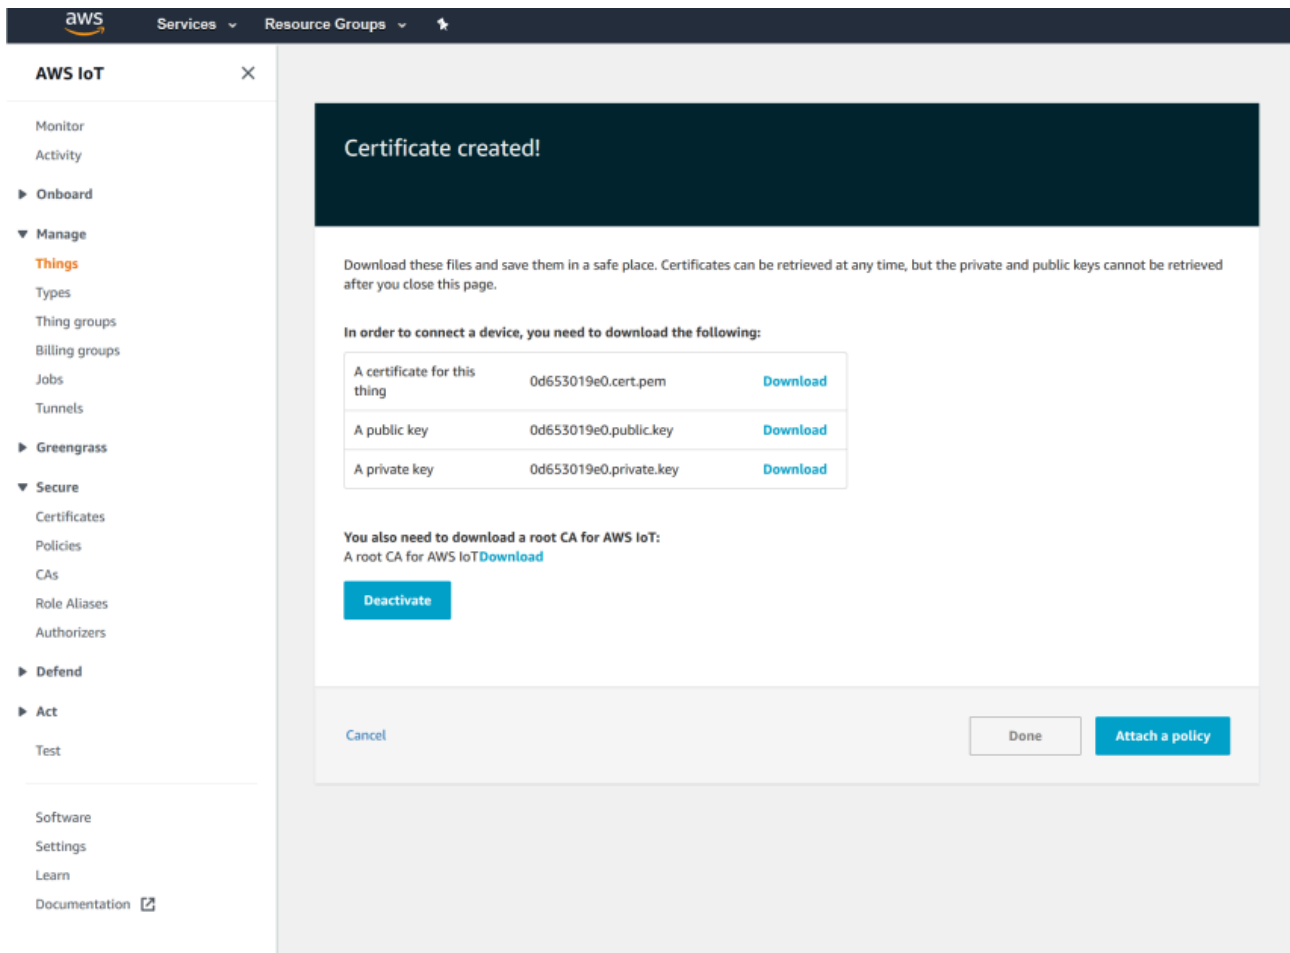 aws
Services
Resource Groups
AWS IoT
Monitor
Activity
Onboard
Manage
Things
Types
Thing groups
Billing groups
Jobs
Tunnels
Greengrass
Secure
Certificates
Policies
CAs
Role Aliases
Authorizers
Defend
Act
Test
Software
Settings
Learn
Documentation
Certificate created!
Download these files and save them in a safe place. Certificates can be retrieved at any time, but the private and public keys cannot be retrieved
after you close this page.
In order to connect a device, you need to download the following:
A certificate for this
thing
0d653019e0.cert.pem
Download
A public key
0d653019e0.public.key
Download
A private key
0d653019e0.private.key
Download
You also need to download a root CA for AWS IoT:
A root CA for AWS IoTDownload
Deactivate
Cancel
Done
Attach a policy